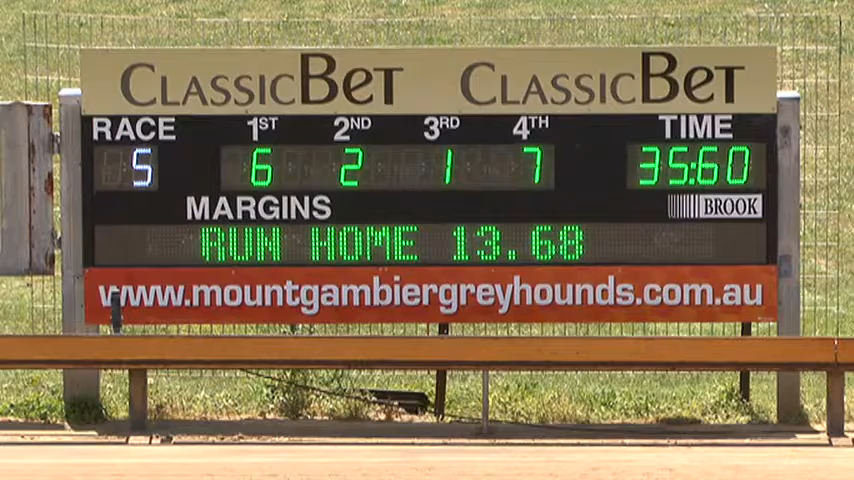 CLASSICBET CLASSICBET
RACE 1ST 2ND 3RD 4TH TIME
5 6 2 1 7 35:60
MARGINS BROOK
RUN HOME 13.68
www.mountgambiergreyhounds.com.au